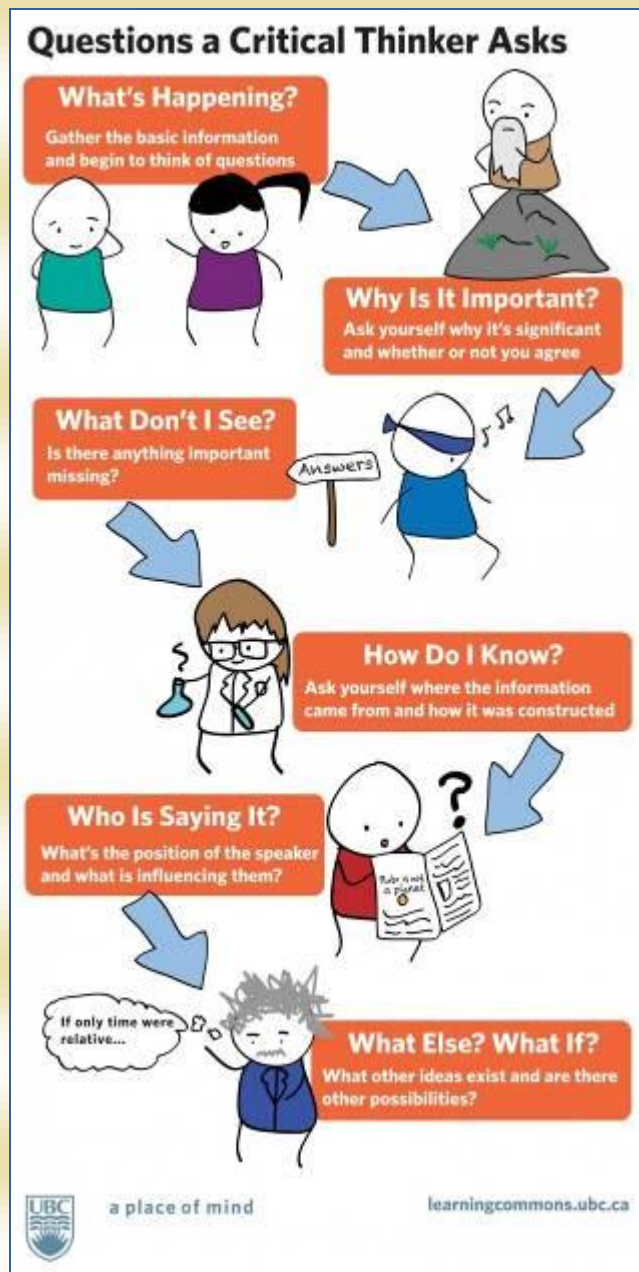 Questions a Critical Thinker Asks
What's Happening?
Gather the basic information
and begin to think of questions
Why Is It Important?
Ask yourself why it's significant
and whether or not you agree
What Don't I See?
Is there anything important
missing?
Answers
How Do I Know?
Ask yourself where the information
came from and how it was constructed
Who Is Saying It?
What's the position of the speaker
and what is influencing them?
?
is not
a planet
If only time were
relative...
What Else? What If?
What other ideas exist and are there
other possibilities?
UBC
a place of mind
learningcommons.ubc.ca